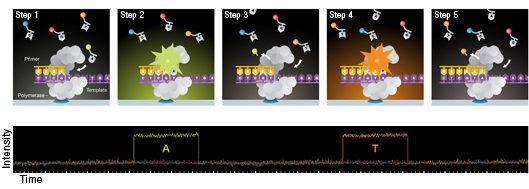 Step 1
Step 2
Step 3
Step 4
Step 5
Primer
Template
Polymerase
Intensity
A
T
Time